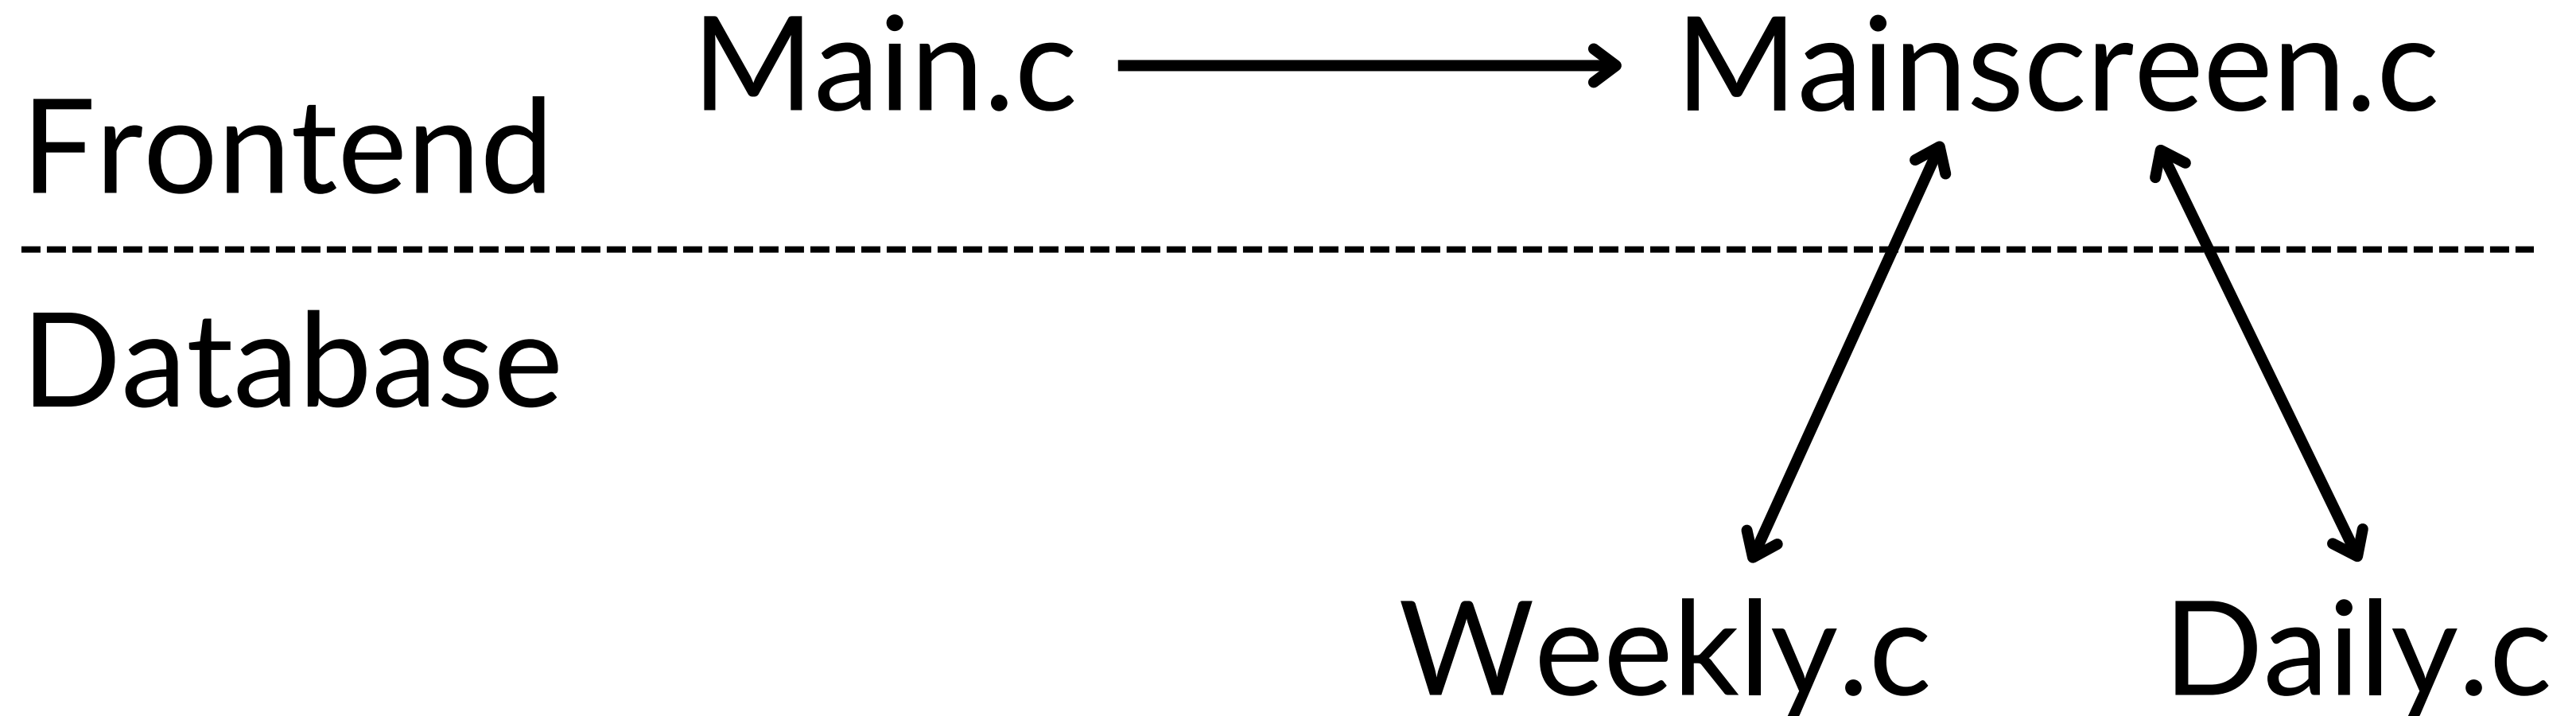 Main.c
Mainscreen.c
Frontend
Database
Weekly.c
Daily.c